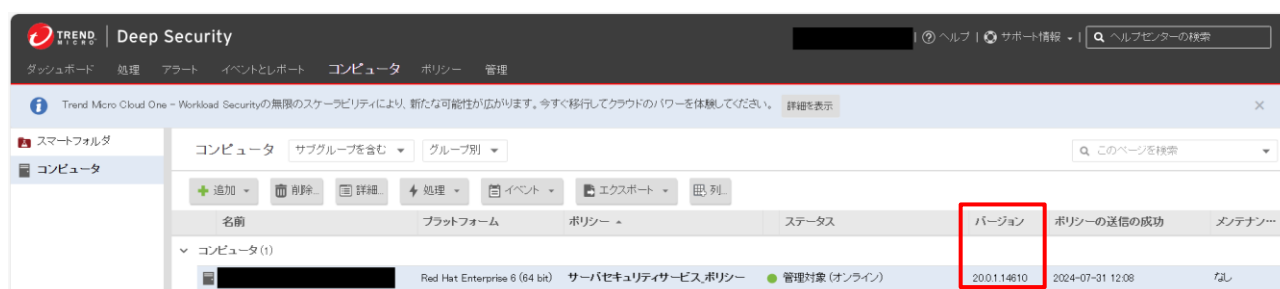 TREND MICRO | Deep Security | ヘルプ | サポート情報 | ヘルプセンターの検索
ダッシュボード 処理 アラート イベントとレポート コンピュータ ポリシー 管理
Trend Micro Cloud One - Workload Securityの無限のスケーラビリティにより、新たな可能性が広がります。今すぐ移行してクラウドのパワーを体験してください。 詳細を表示 ×
スマートフォルダ
コンピュータ
コンピュータ サブグループを含む グループ別 このページを検索
追加 削除... 詳細... 処理 イベント エクスポート 列...
名前 プラットフォーム ポリシー ステータス バージョン ポリシーの送信の成功 メンテナン…
コンピュータ (1)
Red Hat Enterprise 6 (64 bit) サーバセキュリティサービス_ポリシー 管理対象 (オンライン) 20.0.1.14610 2024-07-31 12:08 なし